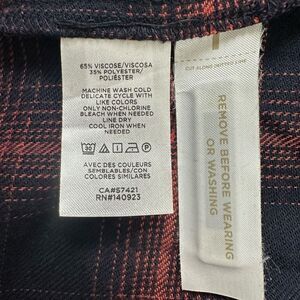 65% VISCOSE/VISCOSA
35% POLYESTER/
POLIÉSTER
MACHINE WASH COLD
DELICATE CYCLE WITH
LIKE COLORS
ONLY NON-CHLORINE
BLEACH WHEN NEEDED
LINE DRY
COOL IRON WHEN
NEEDED
30
P
AVEC DES COULEURS
SEMBLABLES/CON
COLORES SIMILARES
CA#57421
RN#140923
CUT ALONG DOTTED LINE
REMOVE BEFORE WEARING
OR WASHING